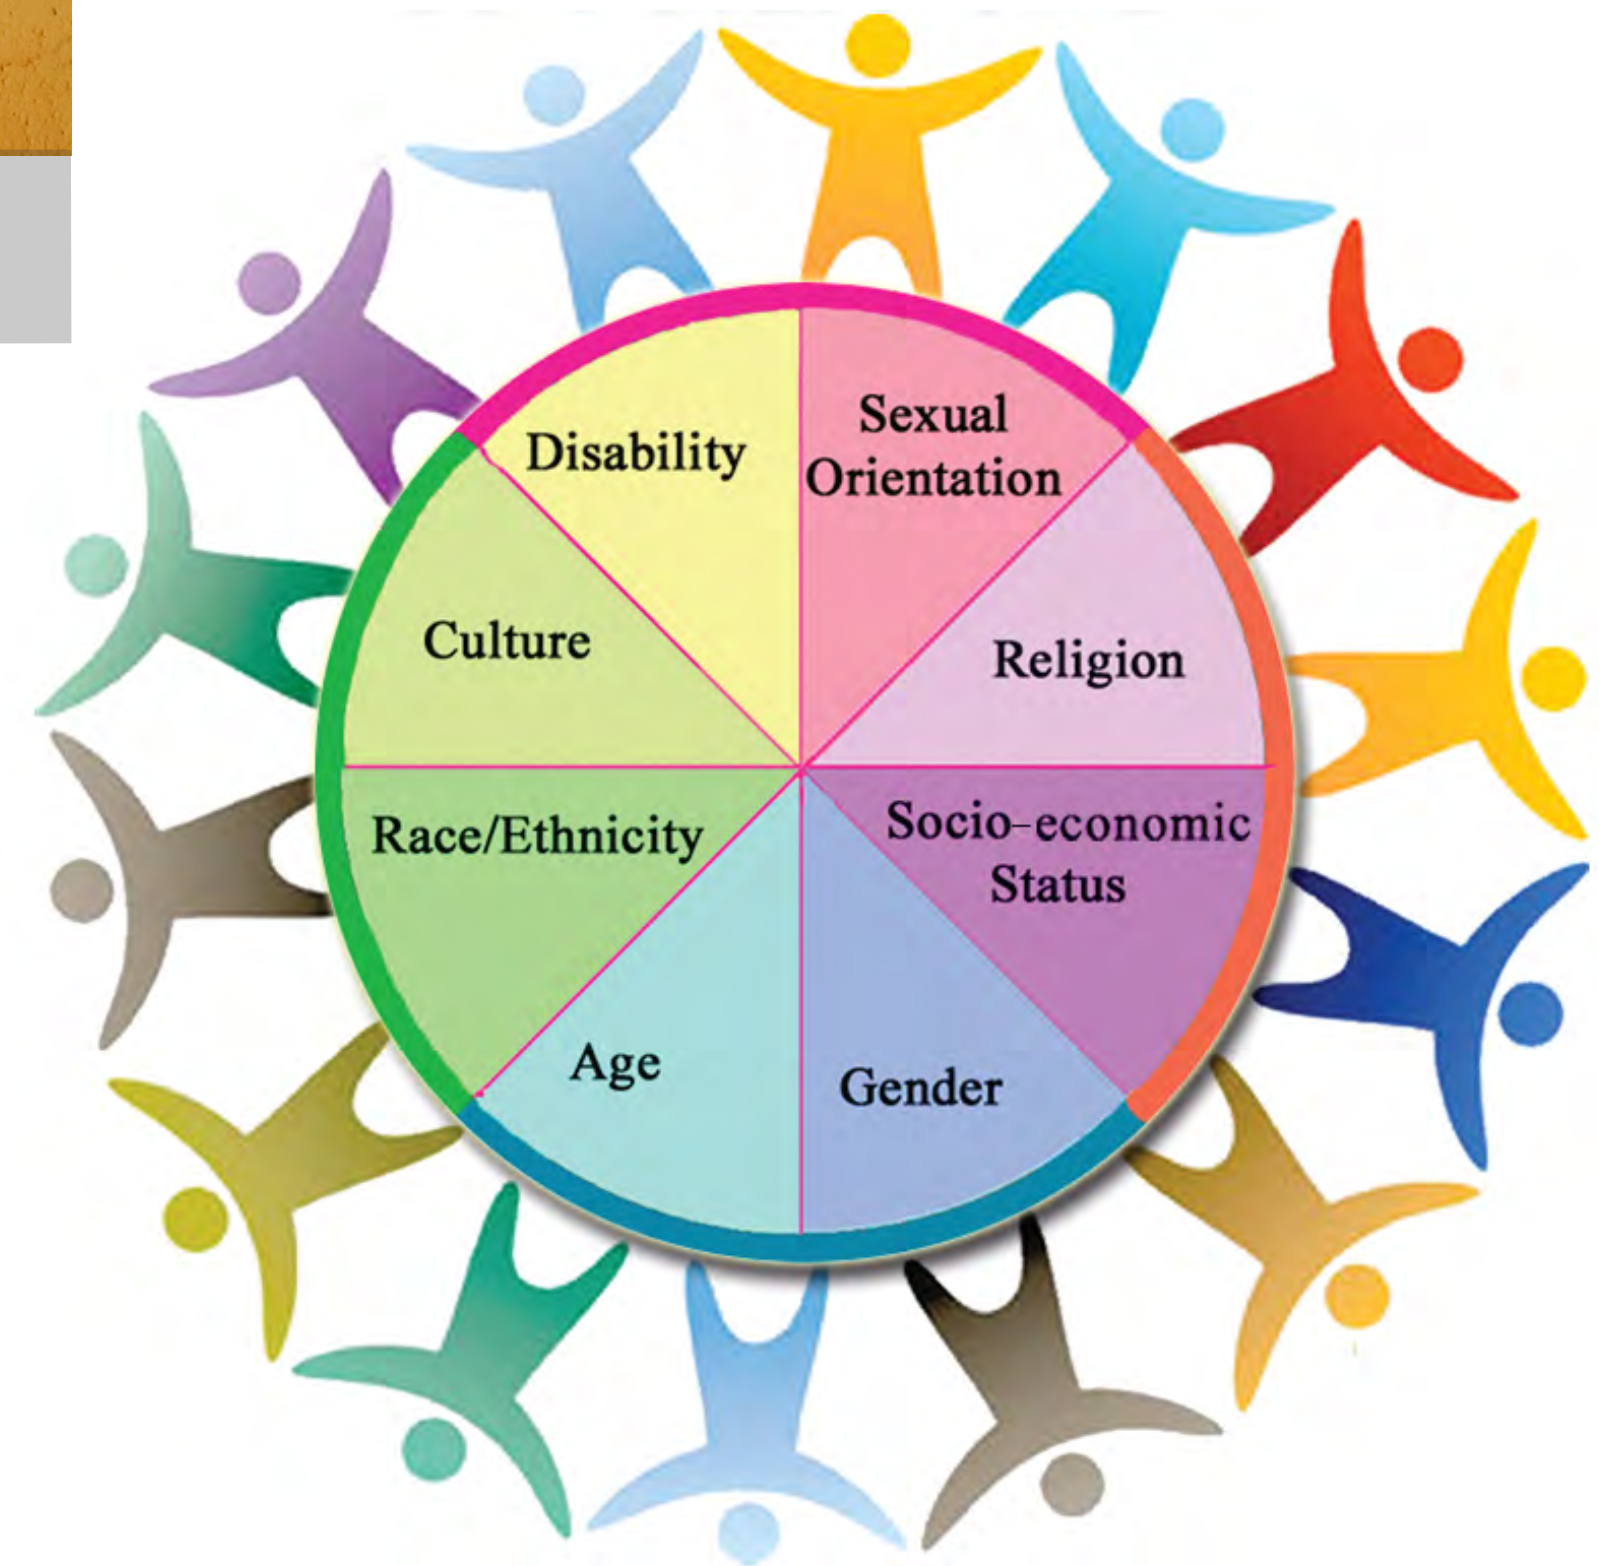 Disability
Sexual
Orientation
Culture
Religion
Race/Ethnicity
Socio-economic
Status
Age
Gender